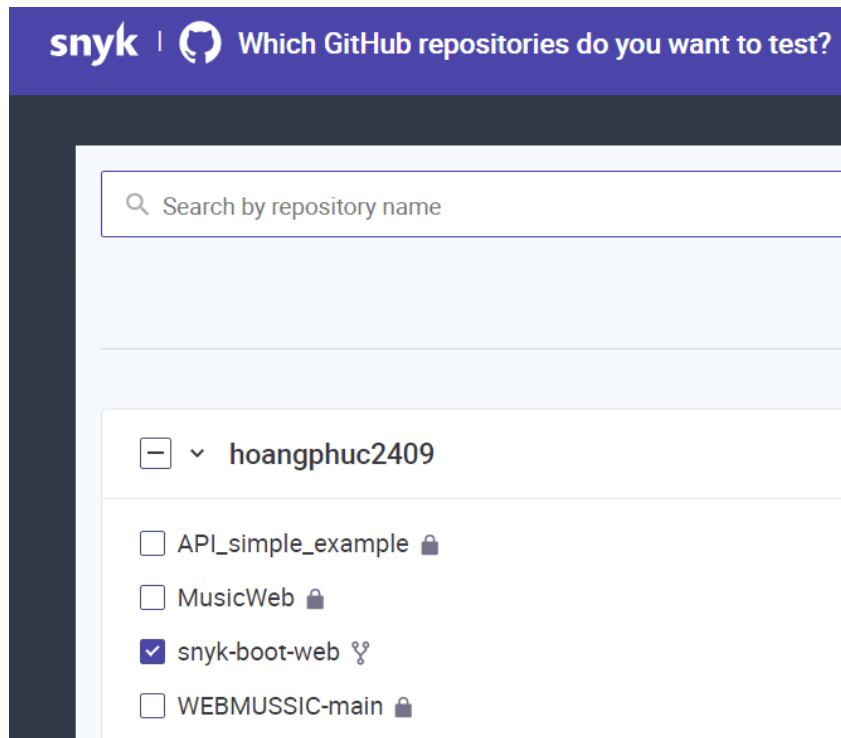 snyk Which GitHub repositories do you want to test?
Search by repository name
hoangphuc2409
API_simple_example
MusicWeb
snyk-boot-web
WEBMUSSIC-main